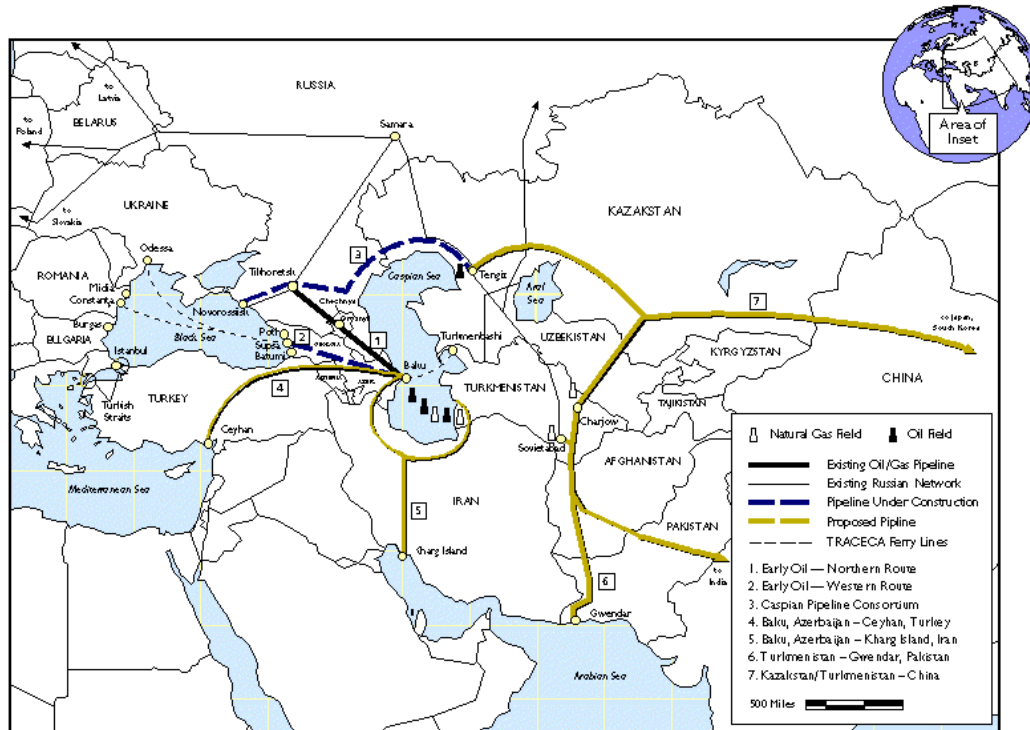 Area of
Inset
RUSSIA
to
Latvia
BELARUS
to
Poland
Samara
UKRAINE
to
Slovakia
KAZAKSTAN
Odessa
ROMANIA
Midia
Constanta
Tilhoretsk
3
Caspian Sea
Tengiz
Aral
Sea
Novorossisk
Chechnya
Grozny
7
to Japan,
South Korea
Burgas
BULGARIA
Black Sea
Poti
Supsa
Batumi
2
1
Turkmenbashi
UZBEKISTAN
KYRGYZSTAN
Istanbul
Baku
CHINA
TURKEY
4
TURKMENISTAN
TAJIKISTAN
Turkish
Straits
Ceyhan
Charjow
Sovietabad
AFGHANISTAN
Mediterranean Sea
IRAN
5
PAKISTAN
Kharg Island
to
India
6
Gwendar
Arabian Sea
Natural Gas Field
Oil Field
Existing Oil/Gas Pipeline
Existing Russian Network
Pipeline Under Construction
Proposed Pipline
TRACECA Ferry Lines
1. Early Oil — Northern Route
2. Early Oil — Western Route
3. Caspian Pipeline Consortium
4. Baku, Azerbaijan – Ceyhan, Turkey
5. Baku, Azerbaijan – Kharg Island, Iran
6. Turkmenistan – Gwendar, Pakistan
7. Kazakstan/Turkmenistan – China
500 Miles